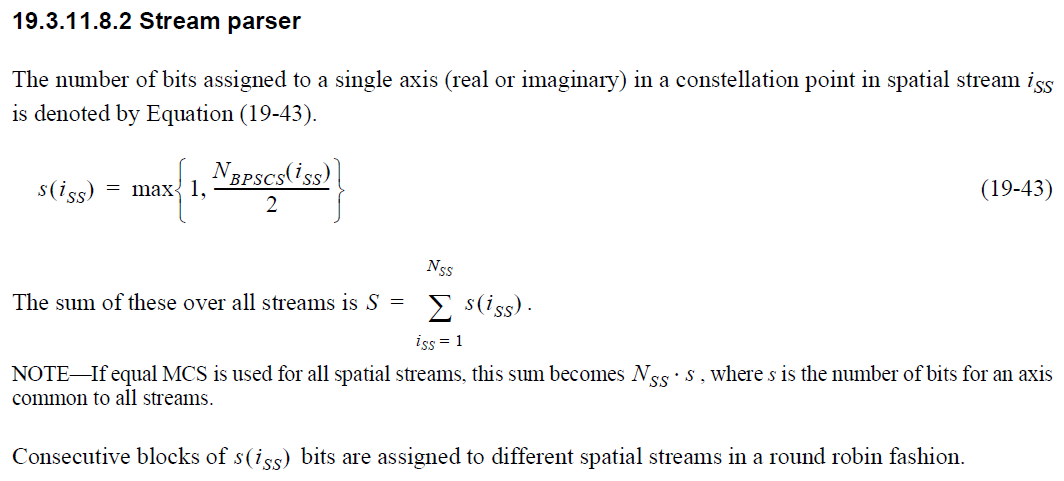 19.3.11.8.2 Stream parser
The number of bits assigned to a single axis (real or imaginary) in a constellation point in spatial stream i_SS
is denoted by Equation (19-43).
s(i_SS) = max{1, N_BPSCS(i_SS)/2} (19-43)
The sum of these over all streams is S = ∑_{i_SS = 1}^{N_SS} s(i_SS).
NOTE—If equal MCS is used for all spatial streams, this sum becomes N_SS · s, where s is the number of bits for an axis
common to all streams.
Consecutive blocks of s(i_SS) bits are assigned to different spatial streams in a round robin fashion.